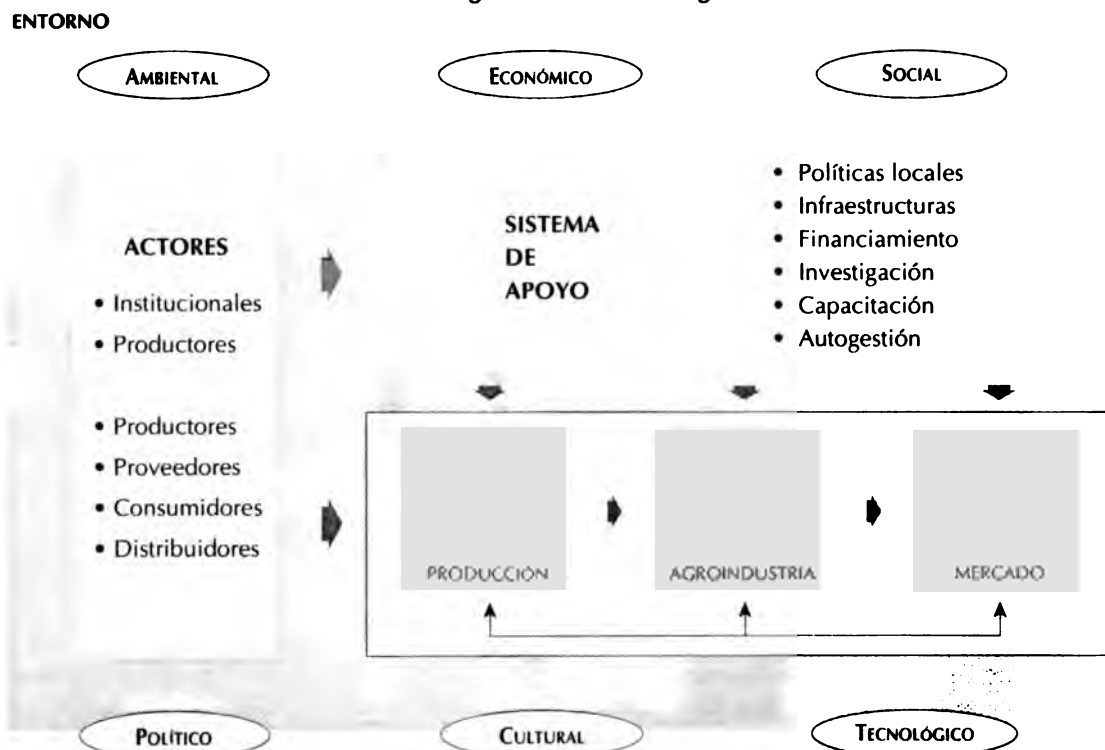 ENTORNO
AMBIENTAL
ECONÓMICO
SOCIAL
ACTORES
• Institucionales
• Productores
• Productores
• Proveedores
• Consumidores
• Distribuidores
SISTEMA
DE
APOYO
• Políticas locales
• Infraestructuras
• Financiamiento
• Investigación
• Capacitación
• Autogestión
PRODUCCIÓN
AGROINDUSTRIA
MERCADO
POLÍTICO
CULTURAL
TECNOLÓGICO